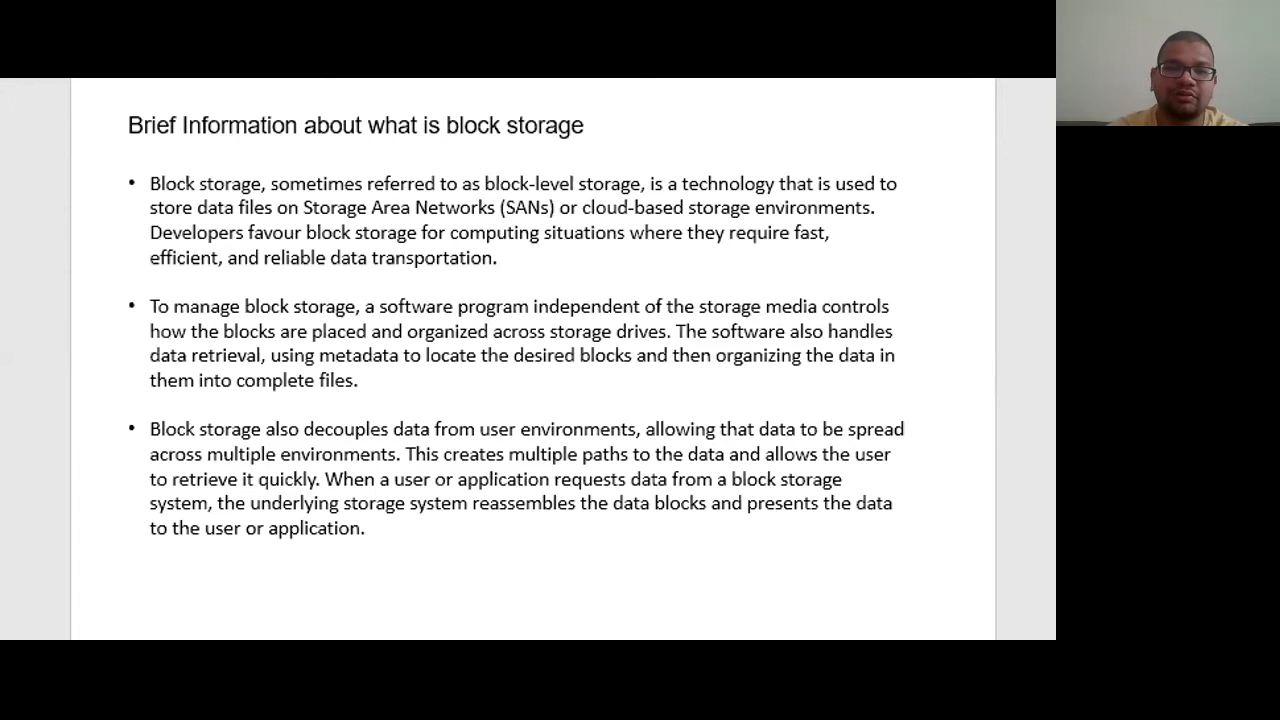 Brief Information about what is block storage
• Block storage, sometimes referred to as block-level storage, is a technology that is used to
store data files on Storage Area Networks (SANs) or cloud-based storage environments.
Developers favour block storage for computing situations where they require fast,
efficient, and reliable data transportation.
• To manage block storage, a software program independent of the storage media controls
how the blocks are placed and organized across storage drives. The software also handles
data retrieval, using metadata to locate the desired blocks and then organizing the data in
them into complete files.
• Block storage also decouples data from user environments, allowing that data to be spread
across multiple environments. This creates multiple paths to the data and allows the user
to retrieve it quickly. When a user or application requests data from a block storage
system, the underlying storage system reassembles the data blocks and presents the data
to the user or application.